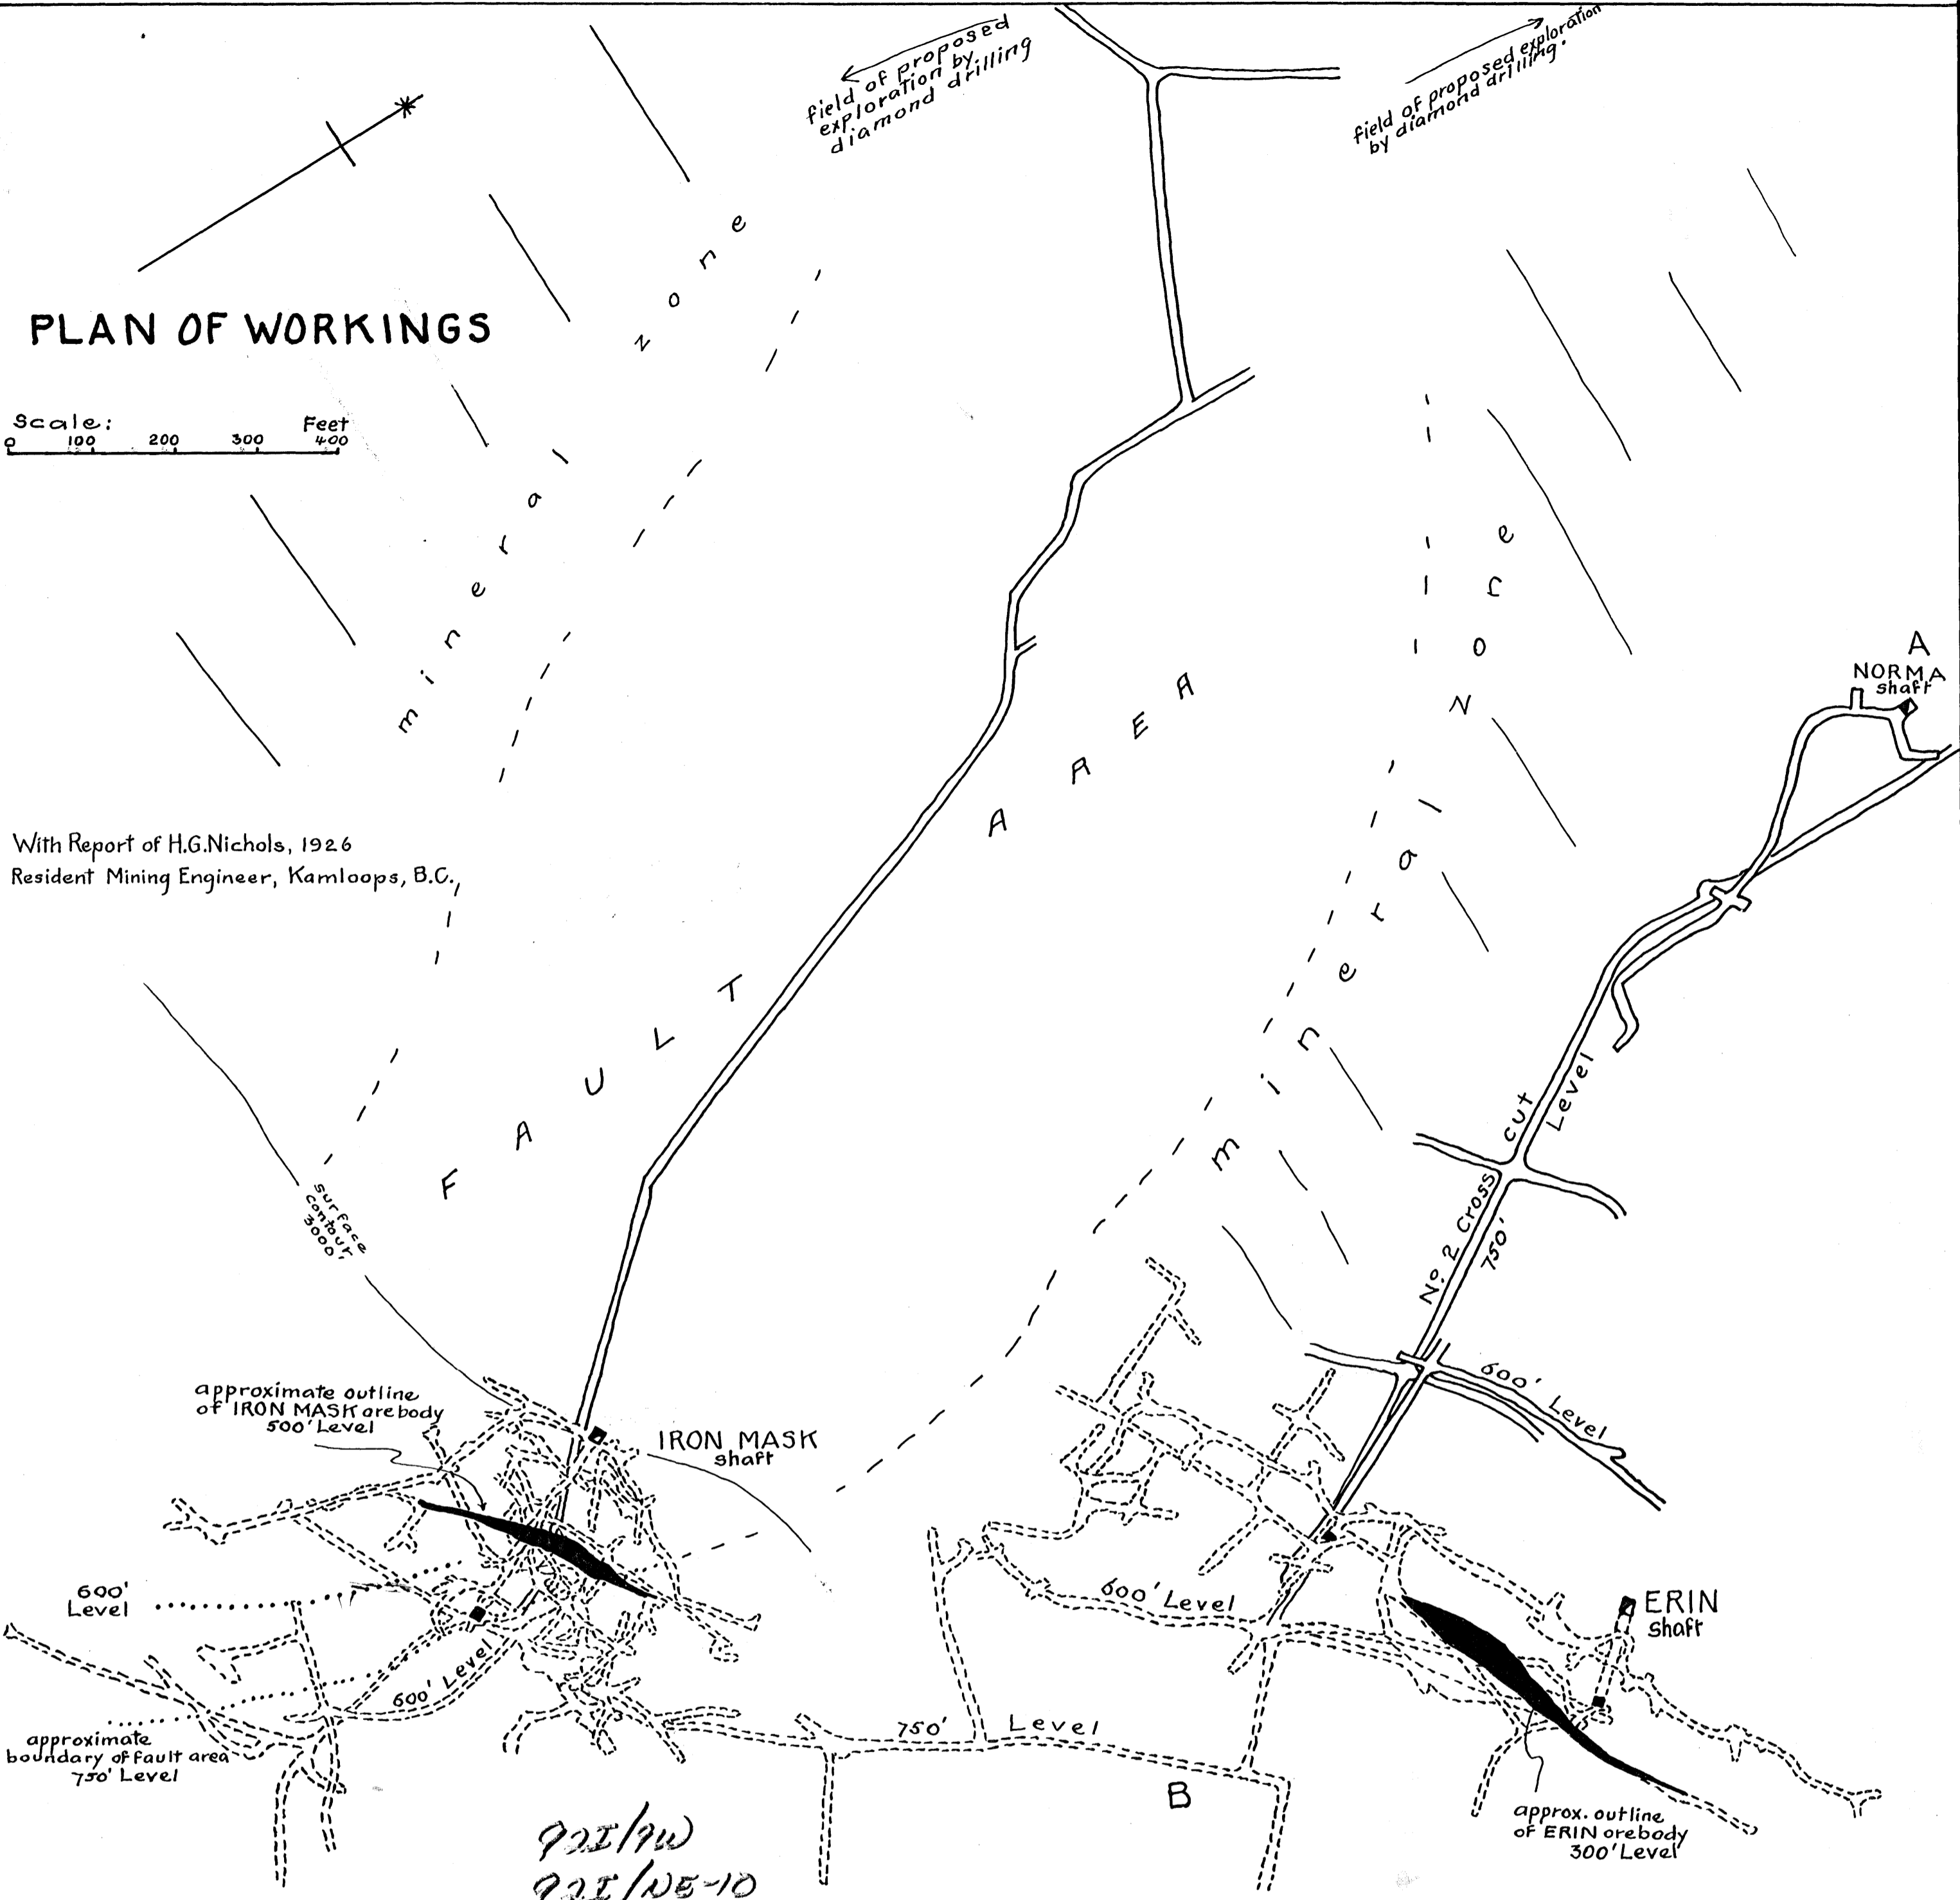 field of proposed
exploration by
diamond drilling
field of proposed exploration
by diamond drilling.
PLAN OF WORKINGS
Scale:
Feet
0 100 200 300 400
mineral zone
mineral zone
FAULT AREA
A
NORMA
shaft
With Report of H.G.Nichols, 1926
Resident Mining Engineer, Kamloops, B.C.,
surface
contour,
3000'
No. 2 Cross cut
750' Level
600' Level
approximate outline
of IRON MASK orebody
500' Level
IRON MASK
shaft
600'
Level
600' Level
600' Level
ERIN
shaft
approximate
boundary of fault area
750' Level
750' Level
B
approx. outline
of ERIN orebody
300' Level
92I/9W
92I/NE-10